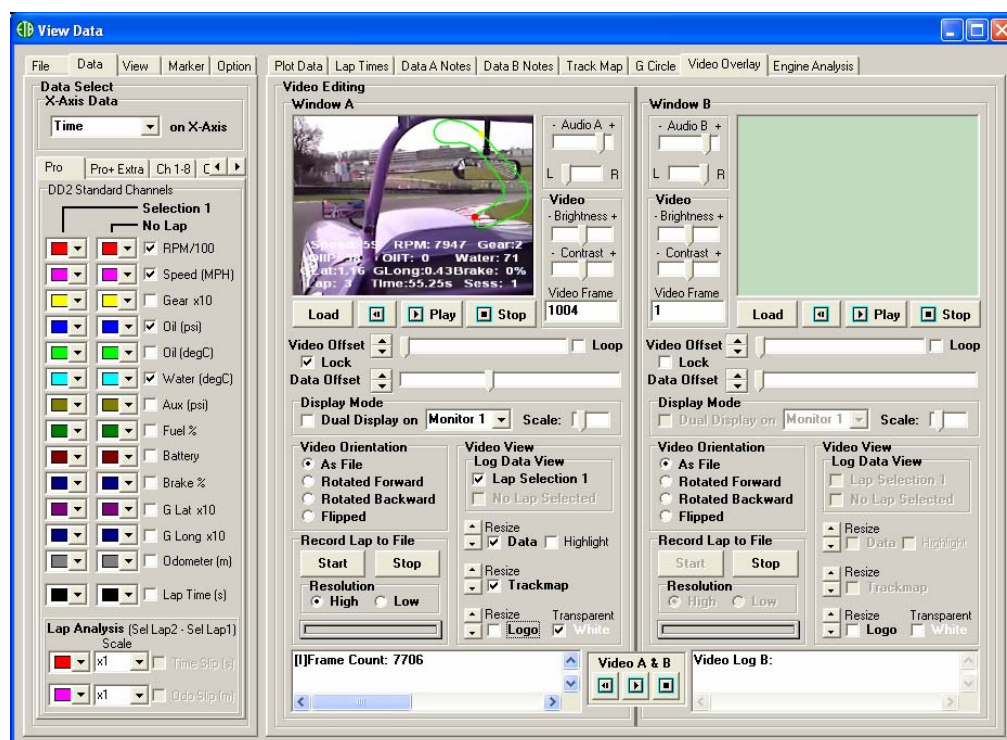 ETB View Data
File Data View Marker Option
Plot Data Lap Times Data A Notes Data B Notes Track Map G Circle Video Overlay Engine Analysis
Data Select
X-Axis Data
Time on X-Axis
Pro Pro+ Extra Ch 1-8 C
DD2 Standard Channels
Selection 1
No Lap
RPM/100
Speed (MPH)
Gear x10
Oil (psi)
Oil (degC)
Water (degC)
Aux (psi)
Fuel %
Battery
Brake %
G Lat x10
G Long x10
Odometer (m)
Lap Time (s)
Lap Analysis (Sel Lap2 - Sel Lap1)
Scale
x1 Time Slip (s)
x1 Odo Slip (m)
Video Editing
Window A
Speed: 59 RPM: 7947 Gear:2
OilT: 0 Water: 71
GLat:1.16 GLong:0.43Brake: 0%
Lap: 3 Time:55.25s Sess: 1
- Audio A +
L R
Video
- Brightness +
- Contrast +
Video Frame
1004
Load Play Stop
Video Offset Loop
Lock
Data Offset
Display Mode
Dual Display on Monitor 1 Scale:
Video Orientation
As File
Rotated Forward
Rotated Backward
Flipped
Video View
Log Data View
Lap Selection 1
No Lap Selected
Resize
Data Highlight
Resize
Trackmap
Resize Transparent
Logo White
Record Lap to File
Start Stop
Resolution
High Low
[I]Frame Count: 7706
Video A & B
Window B
- Audio B +
L R
Video
- Brightness +
- Contrast +
Video Frame
1
Load Play Stop
Video Offset Loop
Lock
Data Offset
Display Mode
Dual Display on Monitor 1 Scale:
Video Orientation
As File
Rotated Forward
Rotated Backward
Flipped
Video View
Log Data View
Lap Selection 1
No Lap Selected
Resize
Data Highlight
Resize
Trackmap
Resize Transparent
Logo White
Record Lap to File
Start Stop
Resolution
High Low
Video Log B: